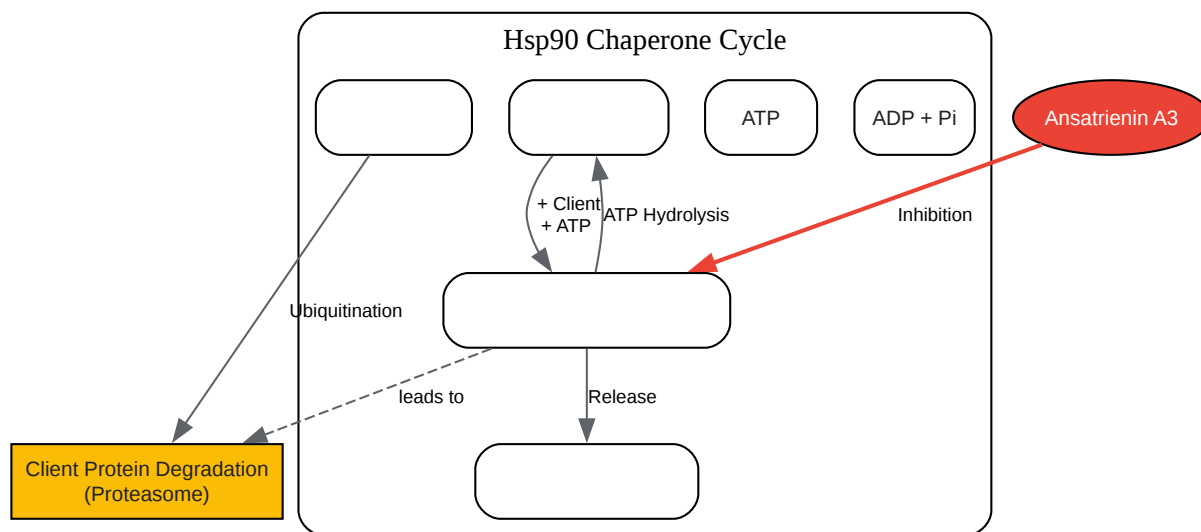 Hsp90 Chaperone Cycle
ATP
ADP + Pi
Ansatrienin A3
+ Client
+ ATP
ATP Hydrolysis
Inhibition
Ubiquitination
leads to
Release
Client Protein Degradation
(Proteasome)